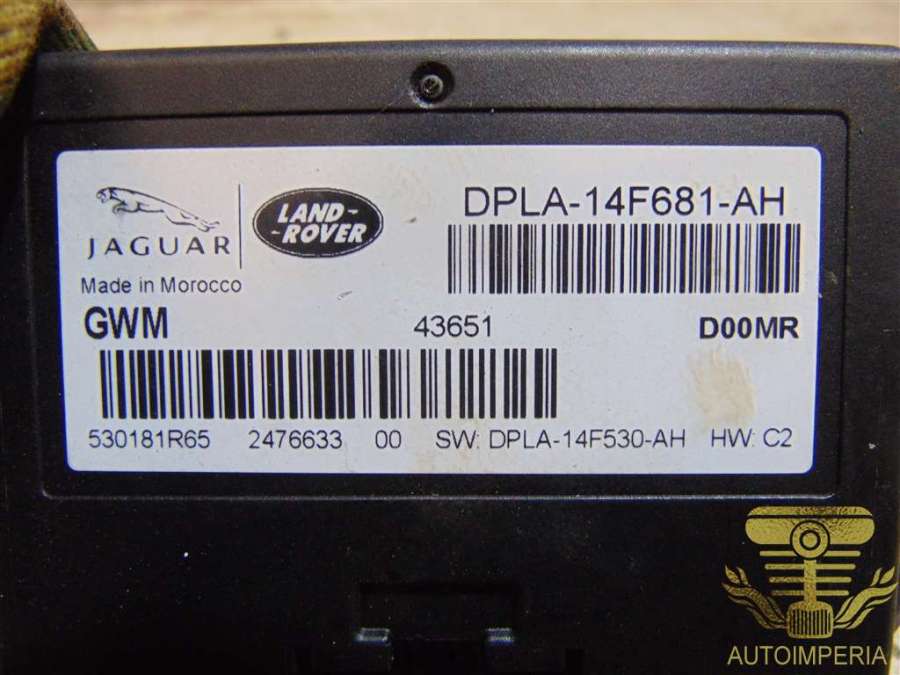 JAGUAR
LAND-
-ROVER
DPLA-14F681-AH
Made in Morocco
GWM 43651 D00MR
530181R65 2476633 00 SW: DPLA-14F530-AH HW: C2
AUTOIMPERIA